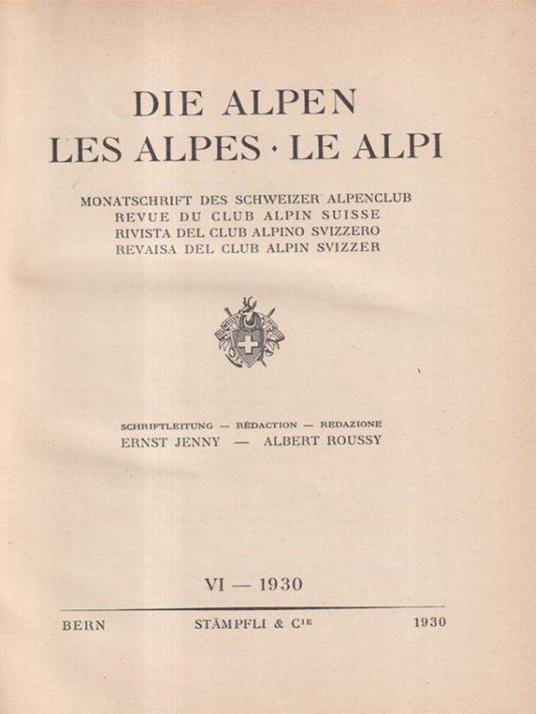 DIE ALPEN
LES ALPES · LE ALPI
MONATSCHRIFT DES SCHWEIZER ALPENCLUB
REVUE DU CLUB ALPIN SUISSE
RIVISTA DEL CLUB ALPINO SVIZZERO
REVAISA DEL CLUB ALPIN SVIZZER
SCHRIFTLEITUNG — RÉDACTION — REDAZIONE
ERNST JENNY — ALBERT ROUSSY
VI — 1930
BERN STÄMPFLI & CIE 1930